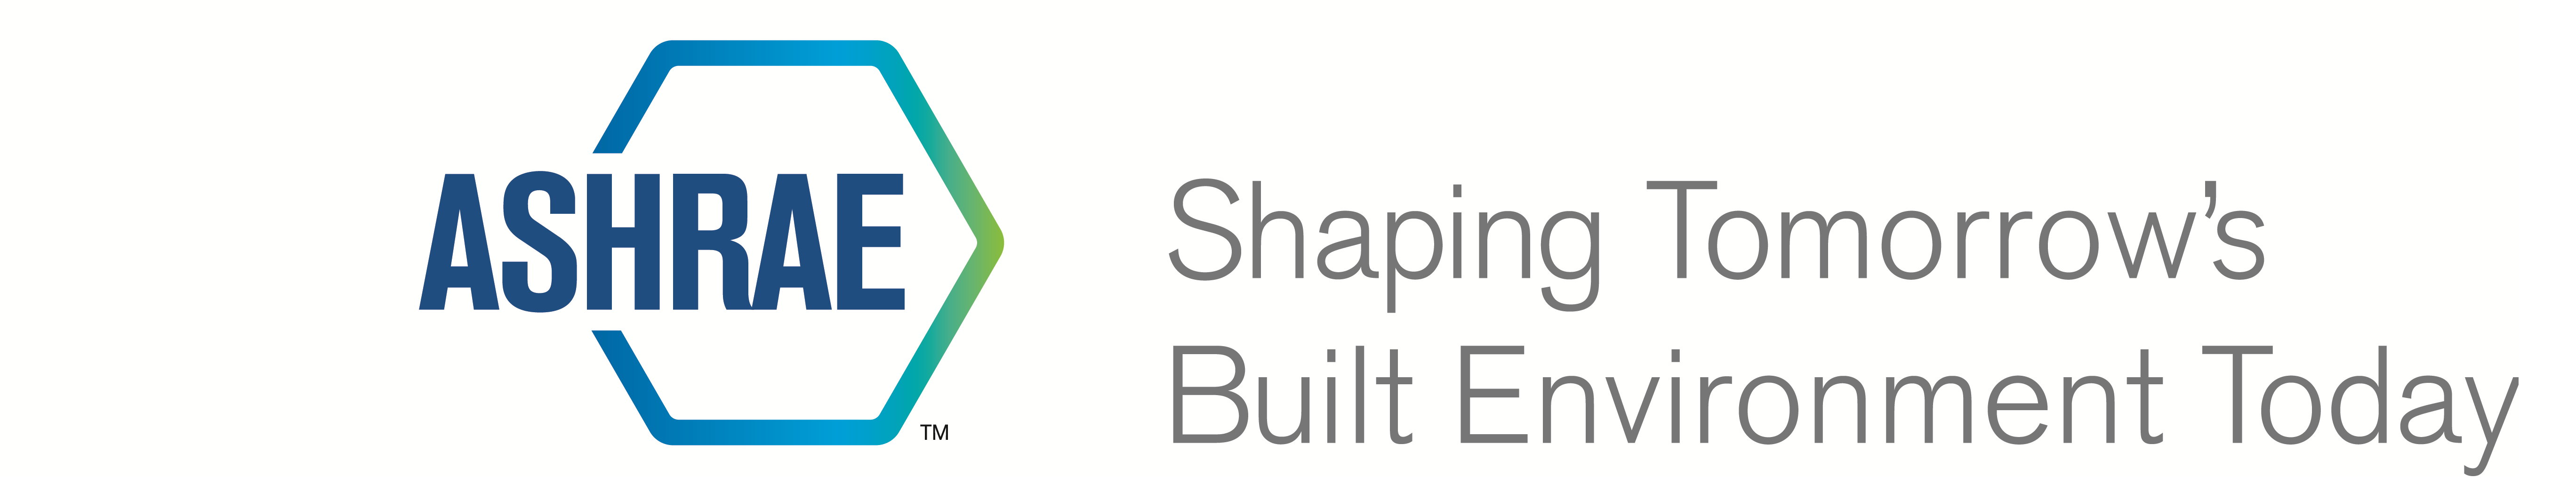 ASHRAE
TM
Shaping Tomorrow’s
Built Environment Today